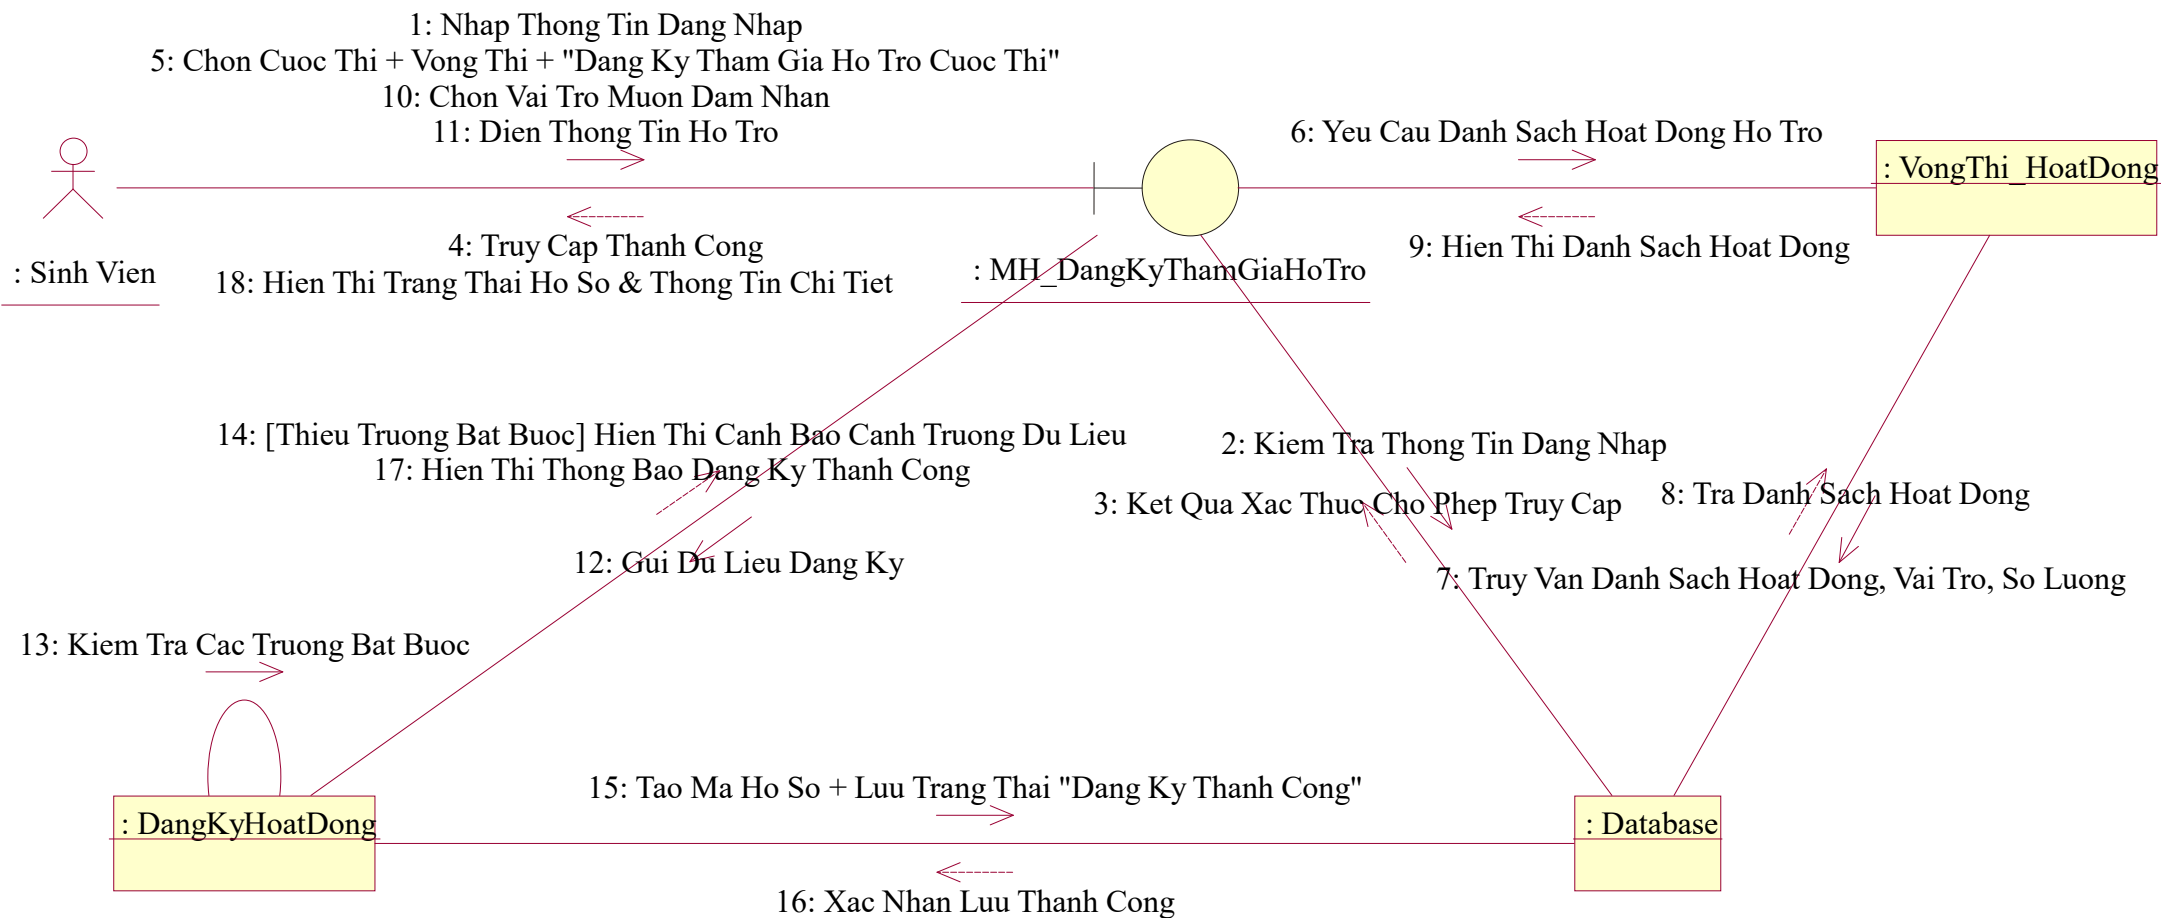 1: Nhap Thong Tin Dang Nhap
5: Chon Cuoc Thi + Vong Thi + "Dang Ky Tham Gia Ho Tro Cuoc Thi"
10: Chon Vai Tro Muon Dam Nhan
11: Dien Thong Tin Ho Tro
6: Yeu Cau Danh Sach Hoat Dong Ho Tro
: VongThi_HoatDong
4: Truy Cap Thanh Cong
9: Hien Thi Danh Sach Hoat Dong
: Sinh Vien
18: Hien Thi Trang Thai Ho So & Thong Tin Chi Tiet
: MH_DangKyThamGiaHoTro
14: [Thieu Truong Bat Buoc] Hien Thi Canh Bao Canh Truong Du Lieu
17: Hien Thi Thong Bao Dang Ky Thanh Cong
2: Kiem Tra Thong Tin Dang Nhap
3: Ket Qua Xac Thuc Cho Phep Truy Cap
8: Tra Danh Sach Hoat Dong
12: Gui Du Lieu Dang Ky
7: Truy Van Danh Sach Hoat Dong, Vai Tro, So Luong
13: Kiem Tra Cac Truong Bat Buoc
15: Tao Ma Ho So + Luu Trang Thai "Dang Ky Thanh Cong"
: DangKyHoatDong
: Database
16: Xac Nhan Luu Thanh Cong